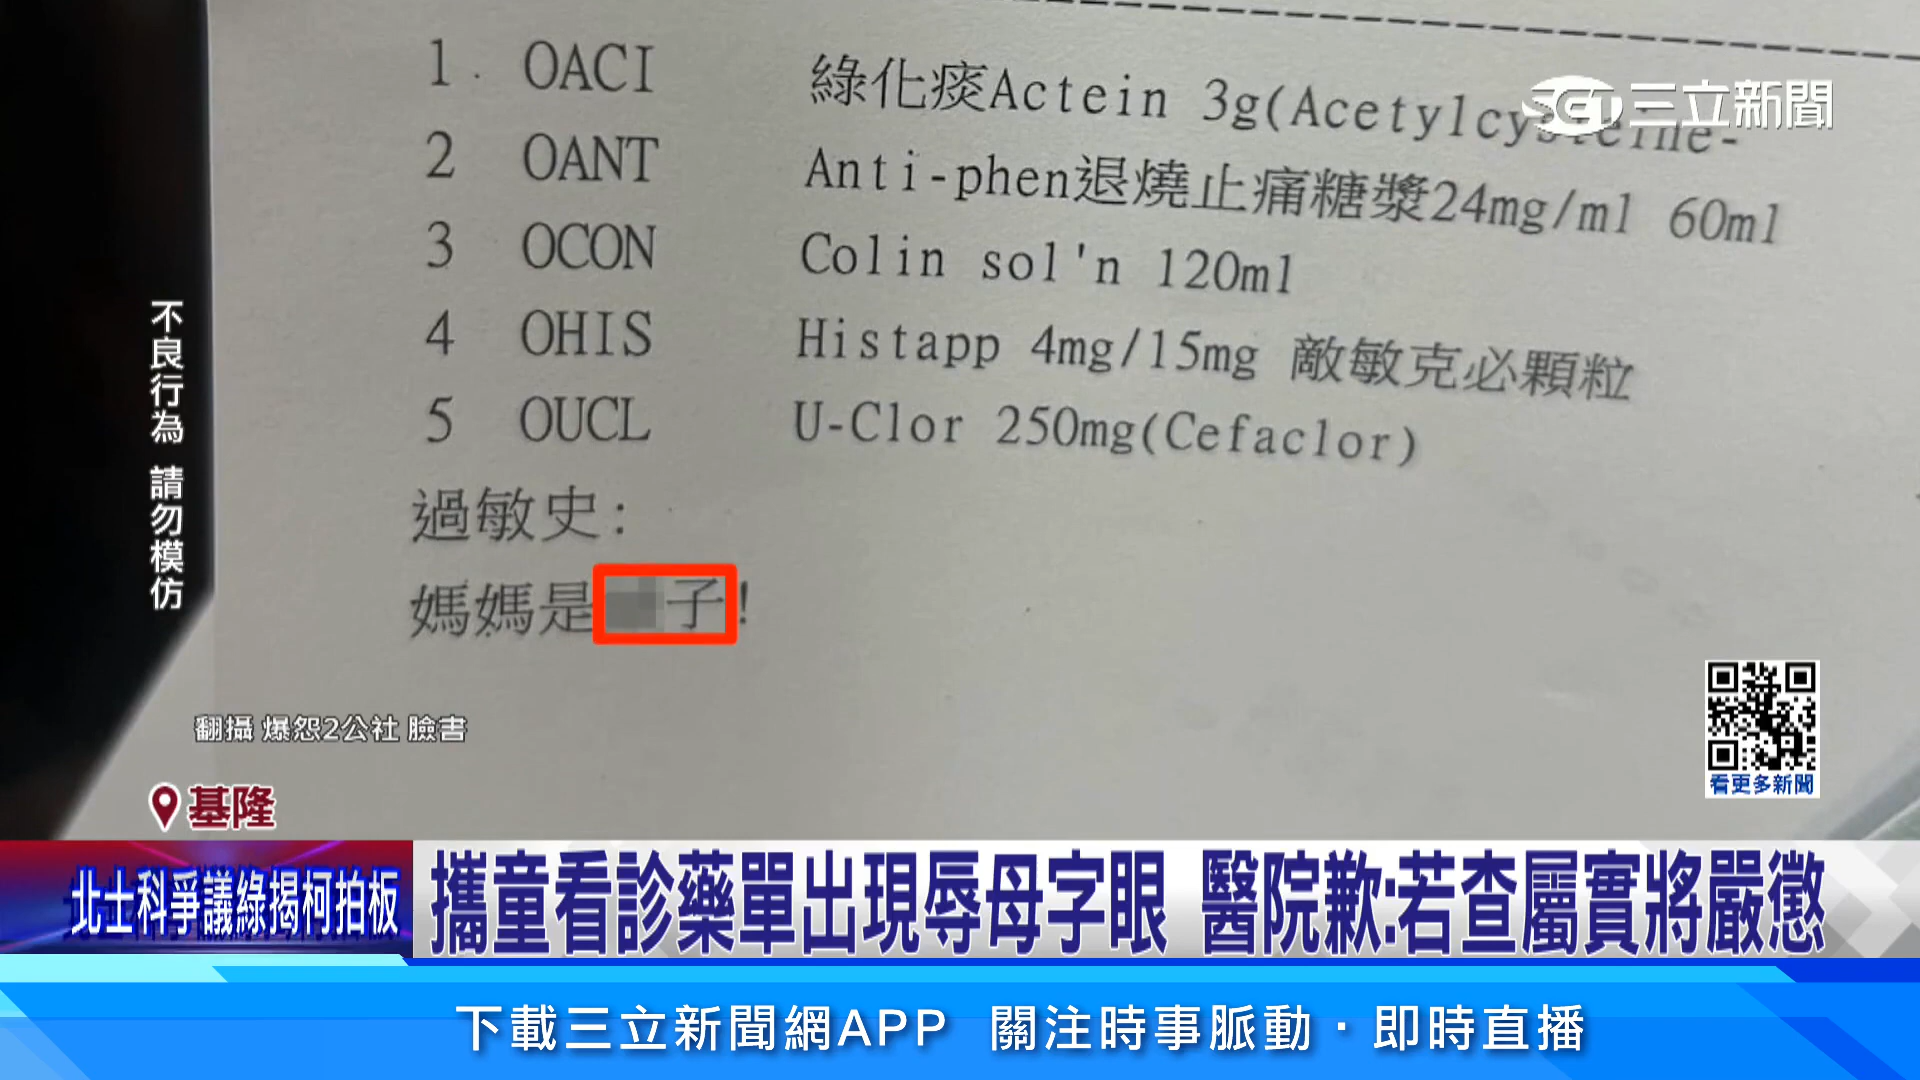 1 . OACI 綠化痰Actein 3g(Acetylcysteine-
2 OANT Anti-phen退燒止痛糖漿24mg/ml 60ml
3 OCON Colin sol'n 120ml
4 OHIS Histapp 4mg/15mg 敵敏克必顆粒
5 OUCL U-Clor 250mg(Cefaclor)
過敏史:
媽媽是 子!
SET 三立新聞
不良行為 請勿模仿
翻攝 爆怨2公社 臉書
看更多新聞
基隆
北士科爭議綠揭柯拍板
攜童看診藥單出現辱母字眼 醫院歉:若查屬實將嚴懲
下載三立新聞網APP 關注時事脈動·即時直播